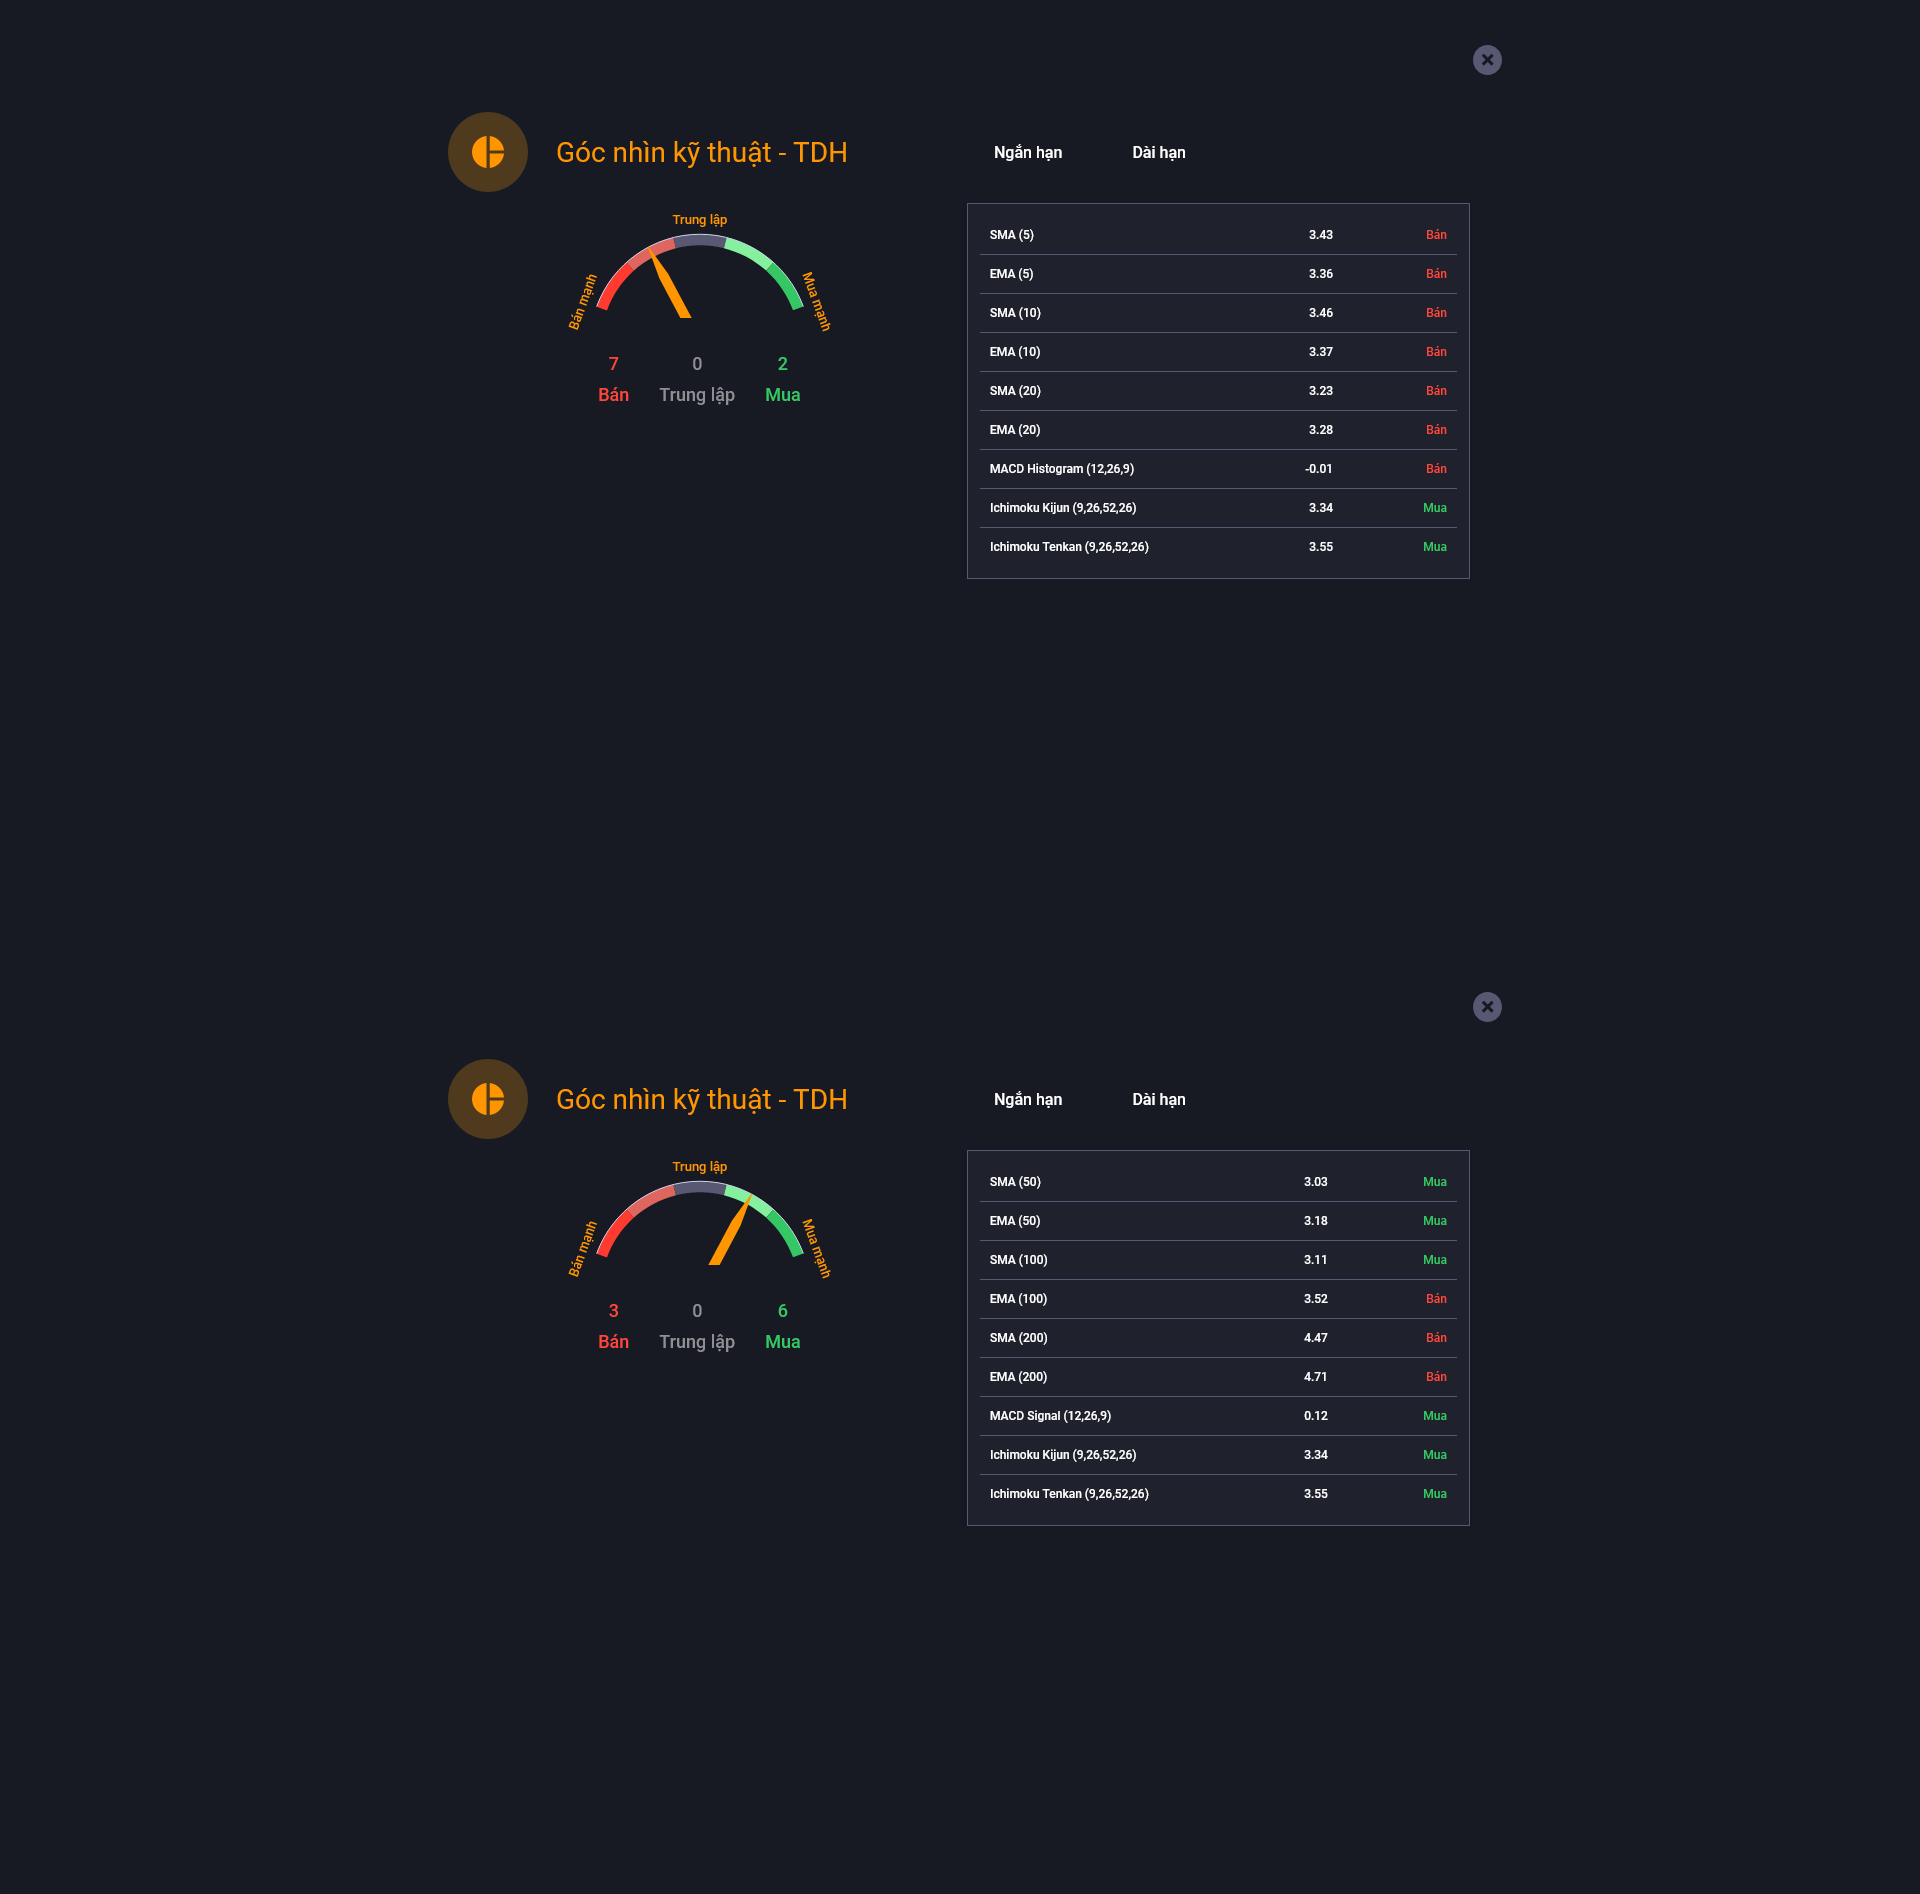 Góc nhìn kỹ thuật - TDH
Ngắn hạn Dài hạn
Trung lập
Bán mạnh
Mua mạnh
7 0 2
Bán Trung lập Mua
SMA (5) 3.43 Bán
EMA (5) 3.36 Bán
SMA (10) 3.46 Bán
EMA (10) 3.37 Bán
SMA (20) 3.23 Bán
EMA (20) 3.28 Bán
MACD Histogram (12,26,9) -0.01 Bán
Ichimoku Kijun (9,26,52,26) 3.34 Mua
Ichimoku Tenkan (9,26,52,26) 3.55 Mua
Góc nhìn kỹ thuật - TDH
Ngắn hạn Dài hạn
Trung lập
Bán mạnh
Mua mạnh
3 0 6
Bán Trung lập Mua
SMA (50) 3.03 Mua
EMA (50) 3.18 Mua
SMA (100) 3.11 Mua
EMA (100) 3.52 Bán
SMA (200) 4.47 Bán
EMA (200) 4.71 Bán
MACD Signal (12,26,9) 0.12 Mua
Ichimoku Kijun (9,26,52,26) 3.34 Mua
Ichimoku Tenkan (9,26,52,26) 3.55 Mua